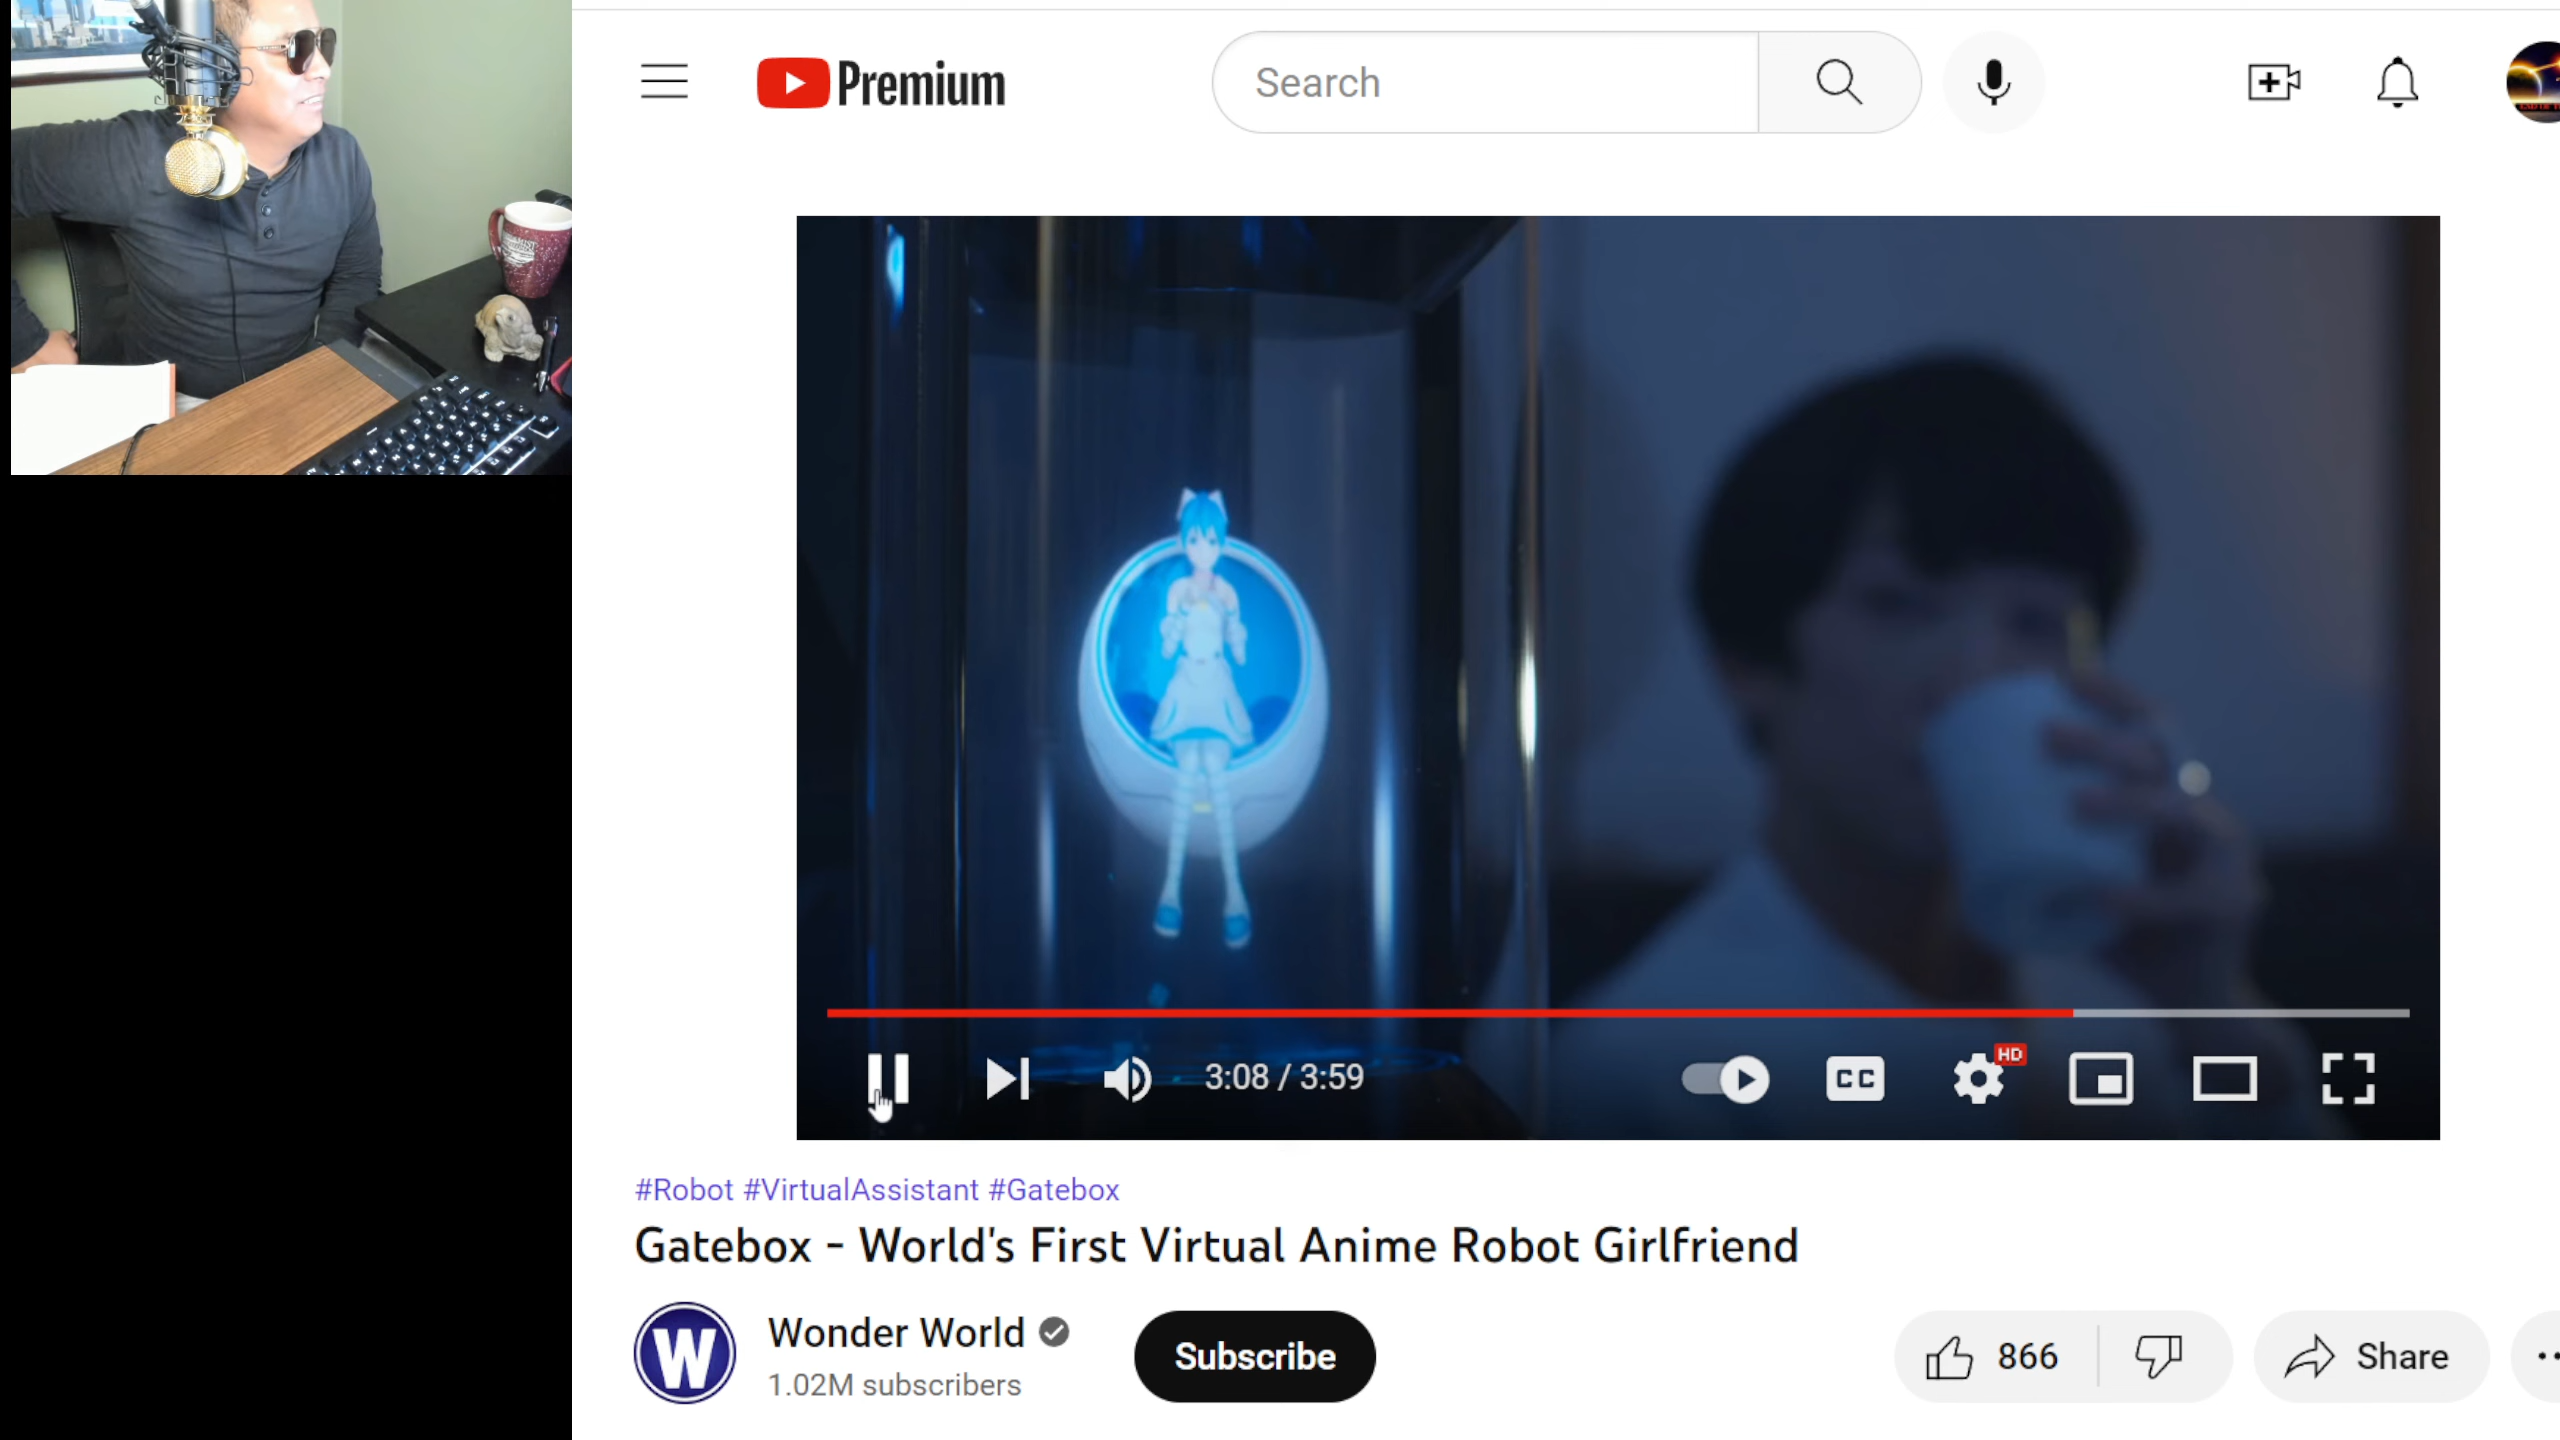 Premium
Search
3:08 / 3:59
CC
HD
#Robot #VirtualAssistant #Gatebox
Gatebox - World's First Virtual Anime Robot Girlfriend
W
Wonder World
1.02M subscribers
Subscribe
866
Share